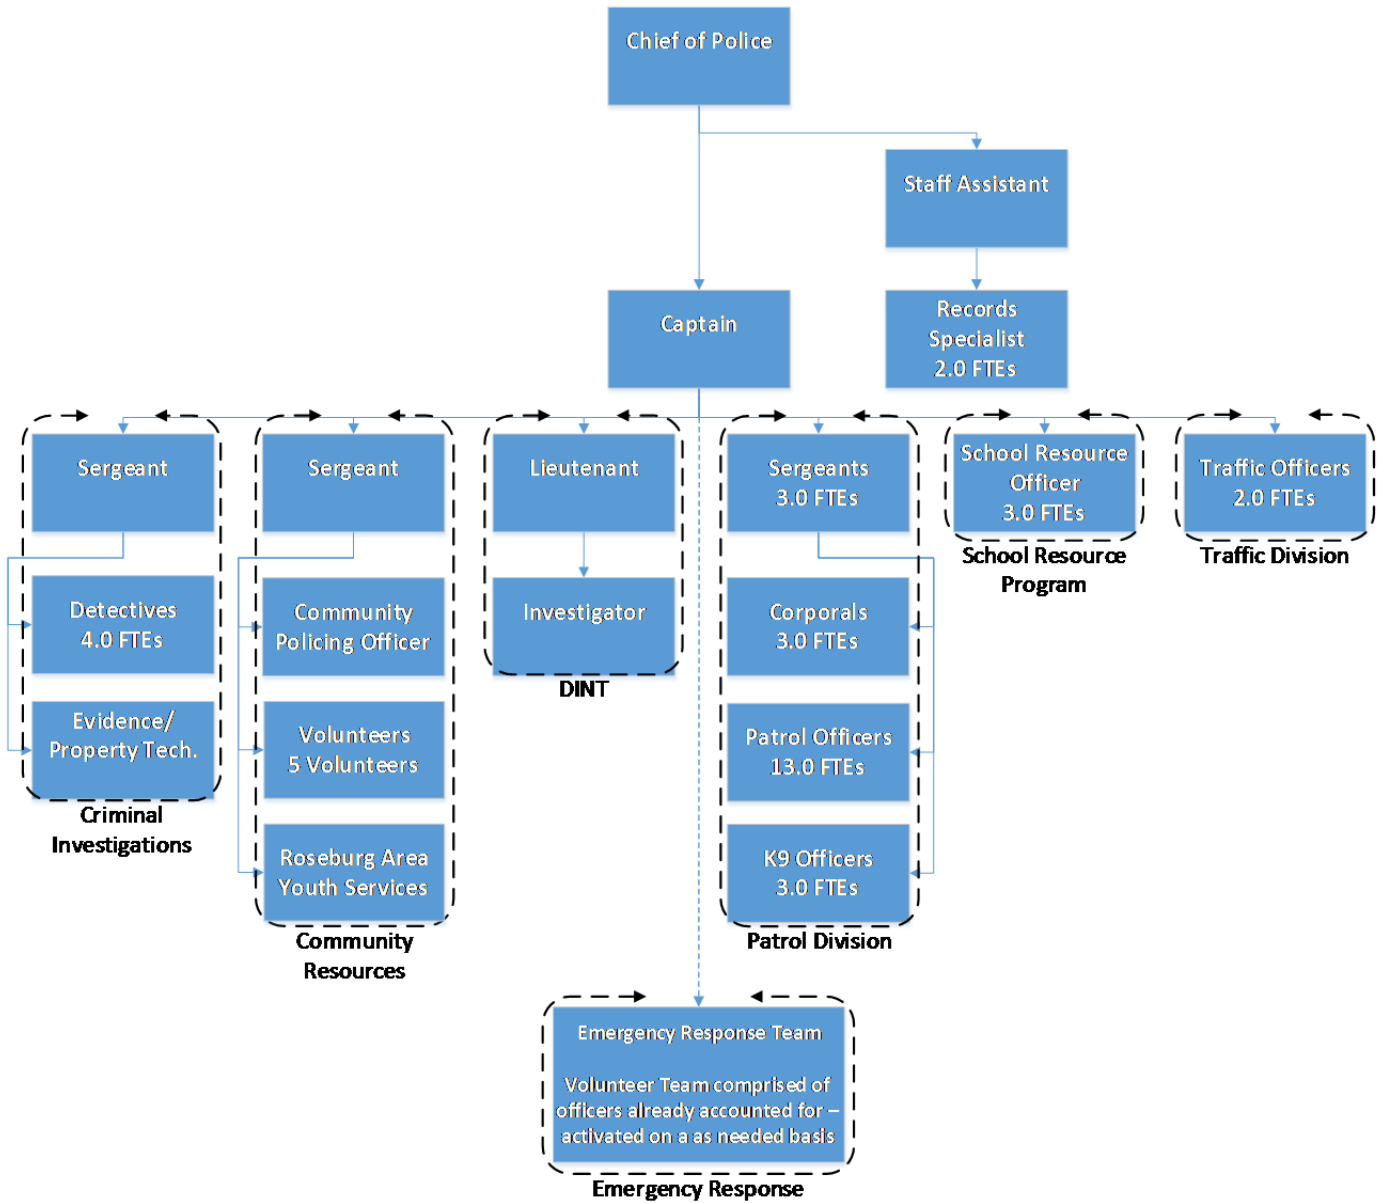 Chief of Police
Staff Assistant
Captain
Records
Specialist
2.0 FTEs
Sergeant
Detectives
4.0 FTEs
Evidence/
Property Tech.
Criminal
Investigations
Sergeant
Community
Policing Officer
Volunteers
5 Volunteers
Roseburg Area
Youth Services
Community
Resources
Lieutenant
Investigator
DINT
Sergeants
3.0 FTEs
Corporals
3.0 FTEs
Patrol Officers
13.0 FTEs
K9 Officers
3.0 FTEs
Patrol Division
School Resource
Officer
3.0 FTEs
School Resource
Program
Traffic Officers
2.0 FTEs
Traffic Division
Emergency Response Team
Volunteer Team comprised of
officers already accounted for –
activated on a as needed basis
Emergency Response